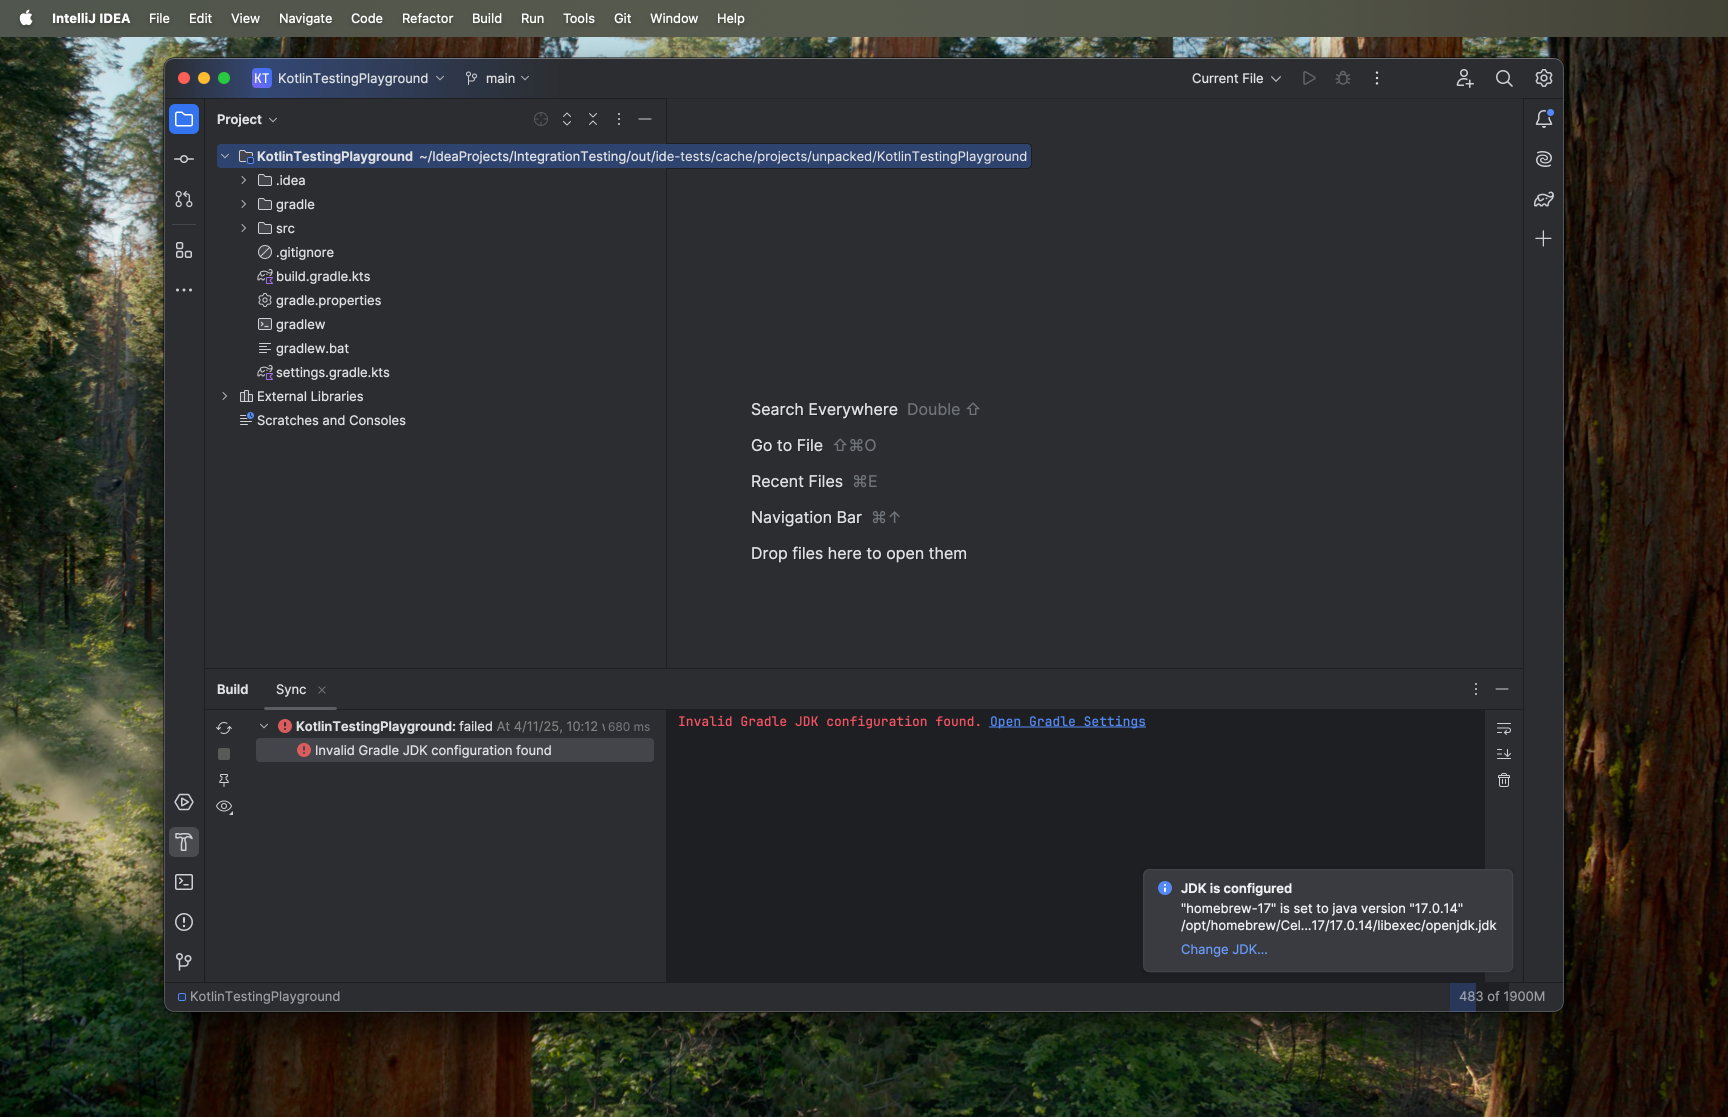 IntelliJ IDEA File Edit View Navigate Code Refactor Build Run Tools Git Window Help
KT KotlinTestingPlayground main Current File
Project
KotlinTestingPlayground ~/IdeaProjects/IntegrationTesting/out/ide-tests/cache/projects/unpacked/KotlinTestingPlayground
.idea
gradle
src
.gitignore
build.gradle.kts
gradle.properties
gradlew
gradlew.bat
settings.gradle.kts
External Libraries
Scratches and Consoles
Search Everywhere Double ⇧
Go to File ⇧⌘O
Recent Files ⌘E
Navigation Bar ⌘↑
Drop files here to open them
Build Sync
KotlinTestingPlayground: failed At 4/11/25, 10:12 680 ms
Invalid Gradle JDK configuration found
Invalid Gradle JDK configuration found. Open Gradle Settings
JDK is configured
"homebrew-17" is set to java version "17.0.14"
/opt/homebrew/Cel...17/17.0.14/libexec/openjdk.jdk
Change JDK...
KotlinTestingPlayground
483 of 1900M